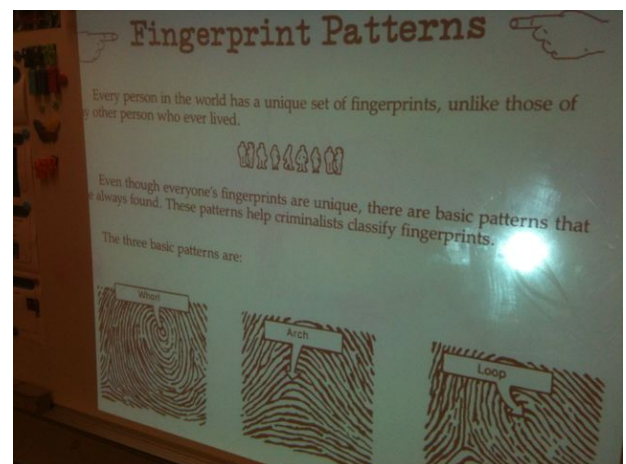 Fingerprint Patterns
Every person in the world has a unique set of fingerprints, unlike those of
y other person who ever lived.
Even though everyone's fingerprints are unique, there are basic patterns that
e always found. These patterns help criminalists classify fingerprints.
The three basic patterns are:
Whorl
Arch
Loop